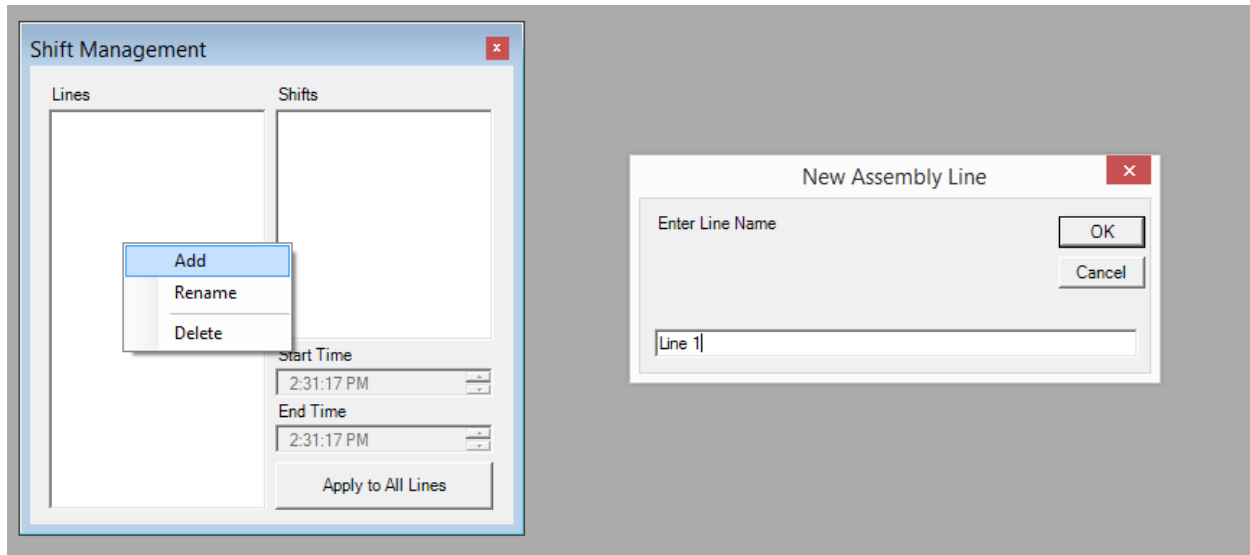 Shift Management
x
Lines
Shifts
Add
Rename
Delete
Start Time
2:31:17 PM
End Time
2:31:17 PM
Apply to All Lines
New Assembly Line
x
Enter Line Name
OK
Cancel
Line 1